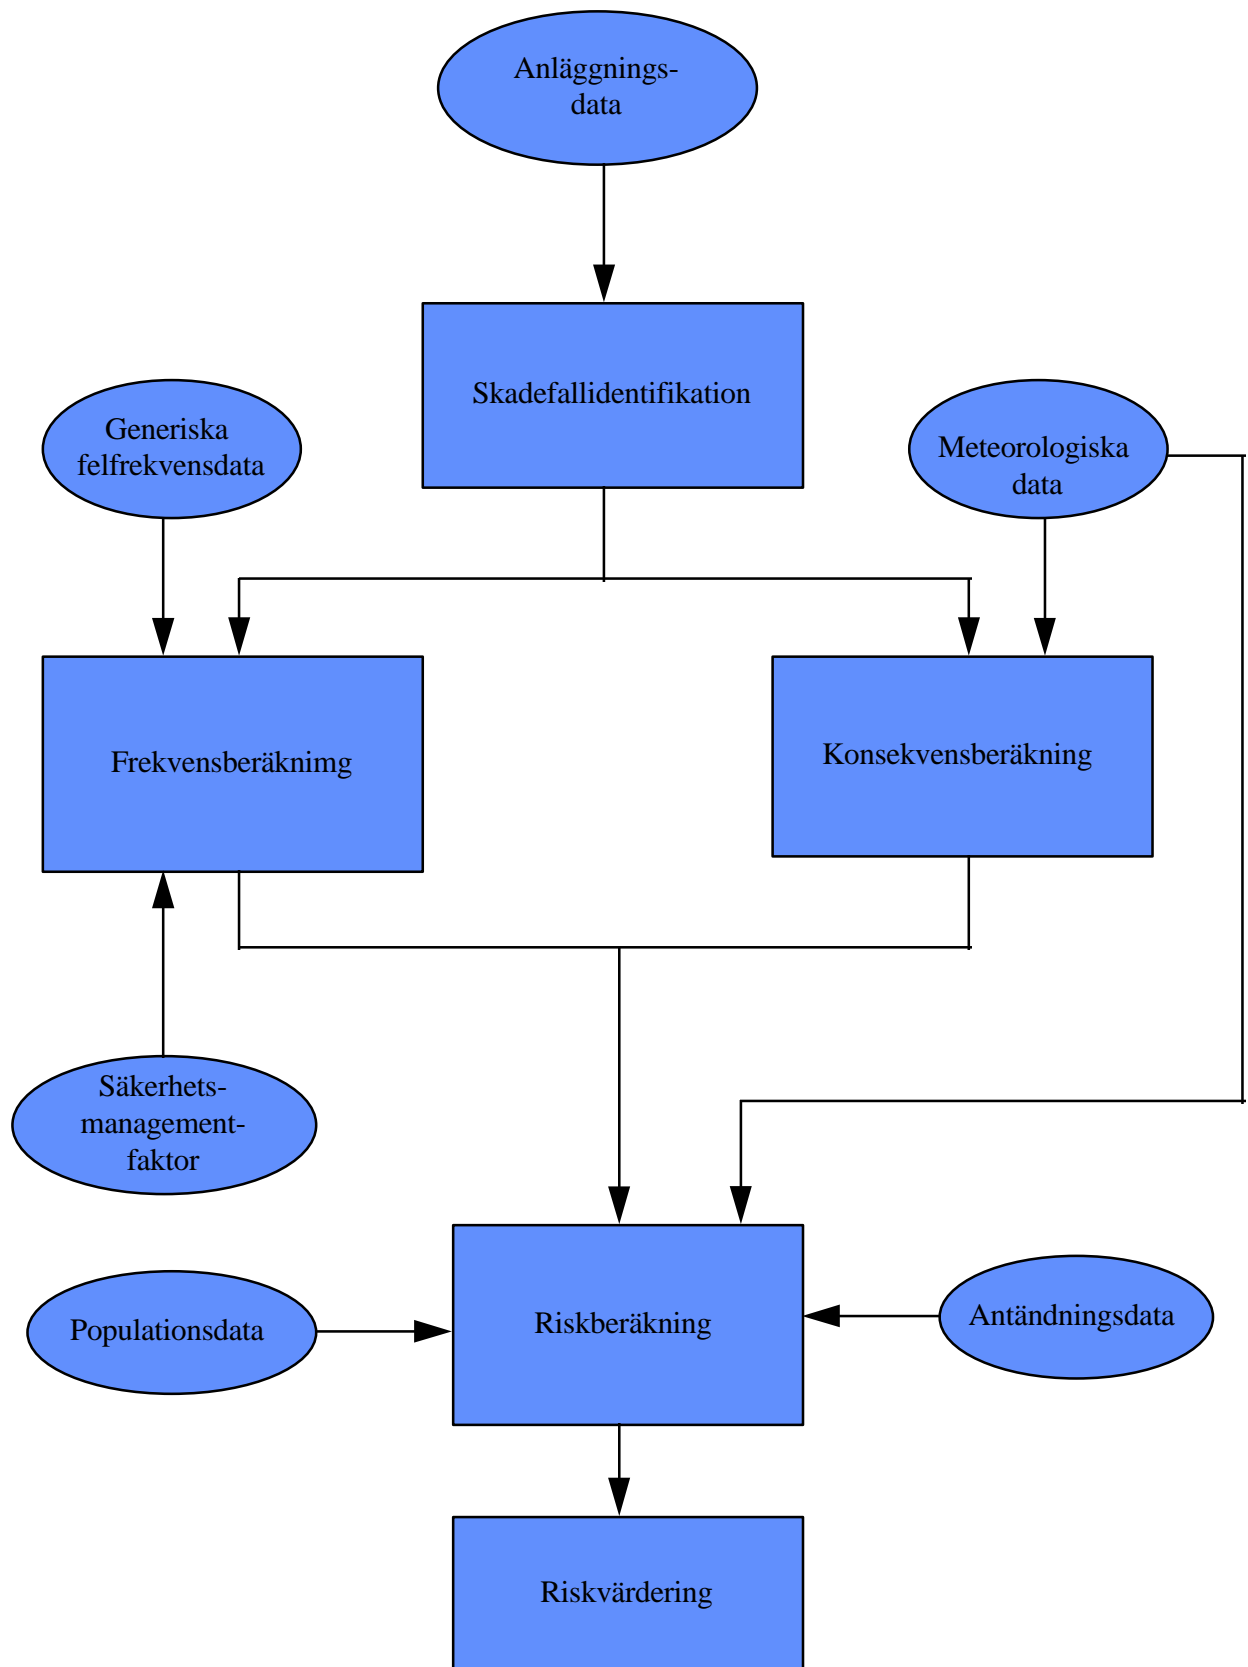 Anläggnings-
data
Skadefallidentifikation
Generiska
felfrekvensdata
Meteorologiska
data
Frekvensberäknimg
Konsekvensberäkning
Säkerhets-
management-
faktor
Populationsdata
Riskberäkning
Antändningsdata
Riskvärdering